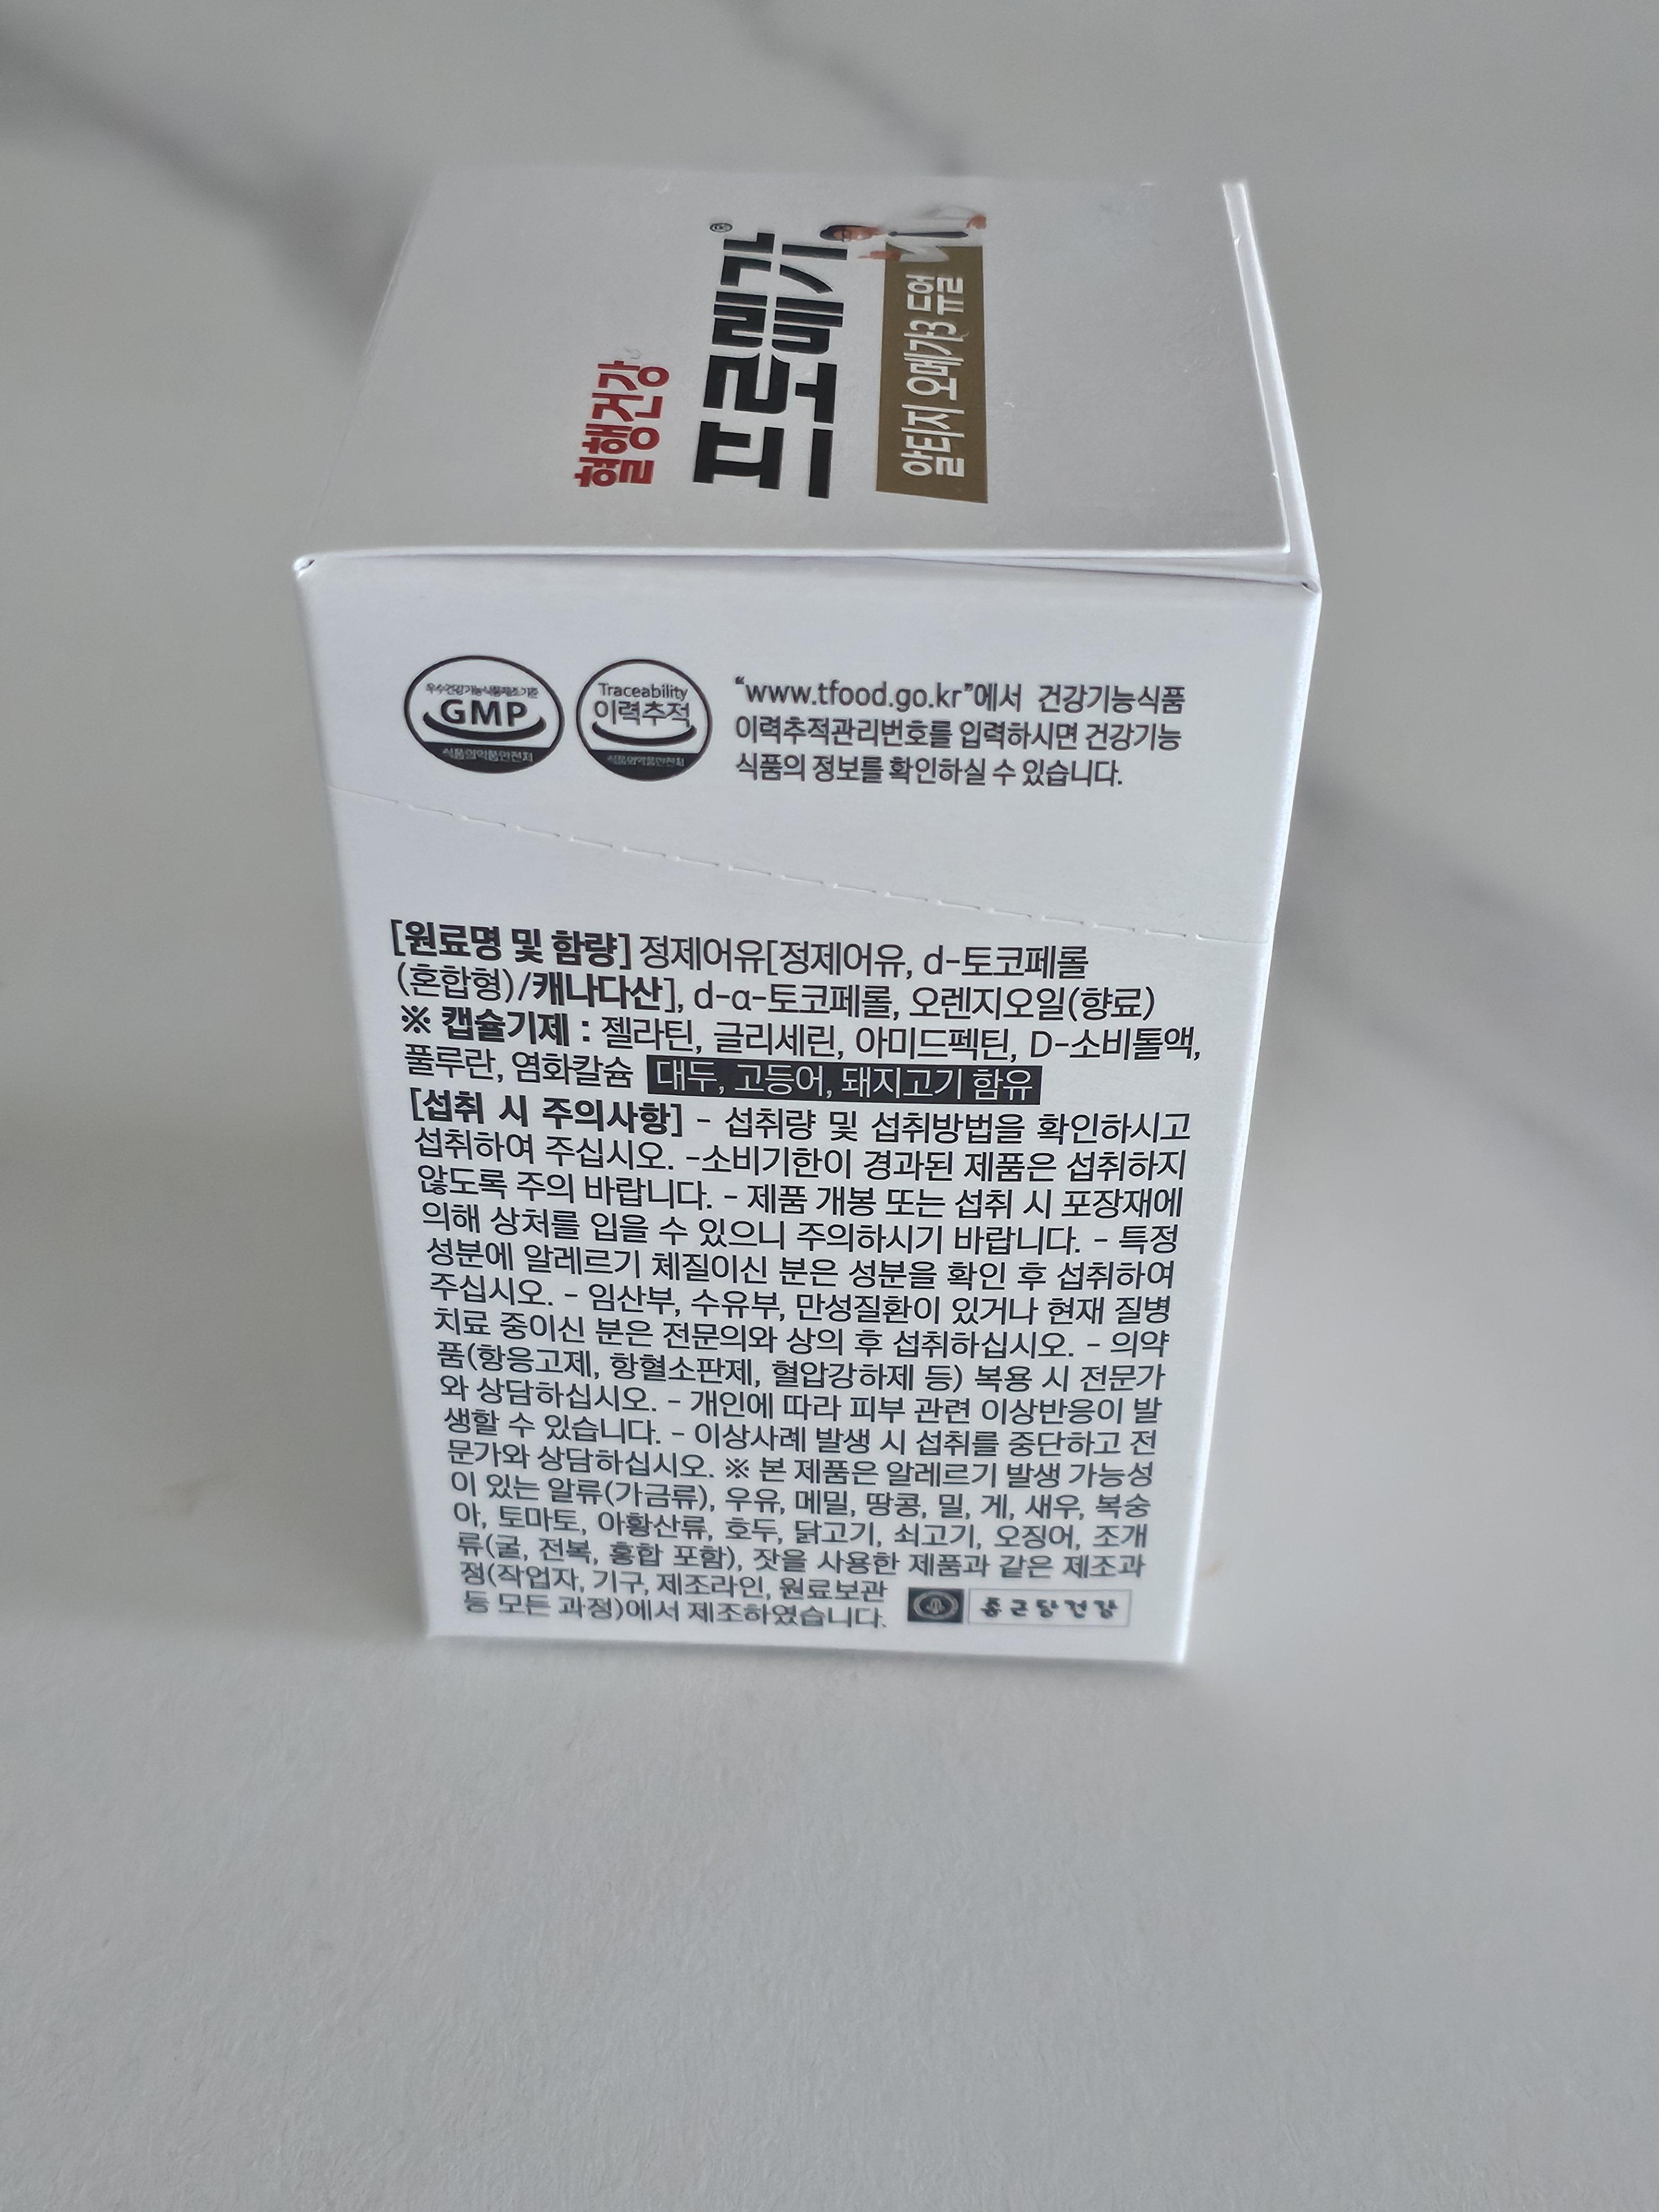 혈행건강
프로메가®
알티지 오메가3 듀얼
우수건강기능식품제조기준
GMP
식품의약품안전처
Traceability
이력추적
식품의약품안전처
“www.tfood.go.kr”에서 건강기능식품
이력추적관리번호를 입력하시면 건강기능
식품의 정보를 확인하실 수 있습니다.
[원료명 및 함량] 정제어유[정제어유, d-토코페롤
(혼합형)/캐나다산], d-α-토코페롤, 오렌지오일(향료)
※ 캡슐기제 : 젤라틴, 글리세린, 아미드펙틴, D-소비톨액,
풀루란, 염화칼슘 대두, 고등어, 돼지고기 함유
[섭취 시 주의사항] - 섭취량 및 섭취방법을 확인하시고
섭취하여 주십시오. -소비기한이 경과된 제품은 섭취하지
않도록 주의 바랍니다. - 제품 개봉 또는 섭취 시 포장재에
의해 상처를 입을 수 있으니 주의하시기 바랍니다. - 특정
성분에 알레르기 체질이신 분은 성분을 확인 후 섭취하여
주십시오. - 임산부, 수유부, 만성질환이 있거나 현재 질병
치료 중이신 분은 전문의와 상의 후 섭취하십시오. - 의약
품(항응고제, 항혈소판제, 혈압강하제 등) 복용 시 전문가
와 상담하십시오. - 개인에 따라 피부 관련 이상반응이 발
생할 수 있습니다. - 이상사례 발생 시 섭취를 중단하고 전
문가와 상담하십시오. ※ 본 제품은 알레르기 발생 가능성
이 있는 알류(가금류), 우유, 메밀, 땅콩, 밀, 게, 새우, 복숭
아, 토마토, 아황산류, 호두, 닭고기, 쇠고기, 오징어, 조개
류(굴, 전복, 홍합 포함), 잣을 사용한 제품과 같은 제조과
정(작업자, 기구, 제조라인, 원료보관
등 모든 과정)에서 제조하였습니다.
종근당건강